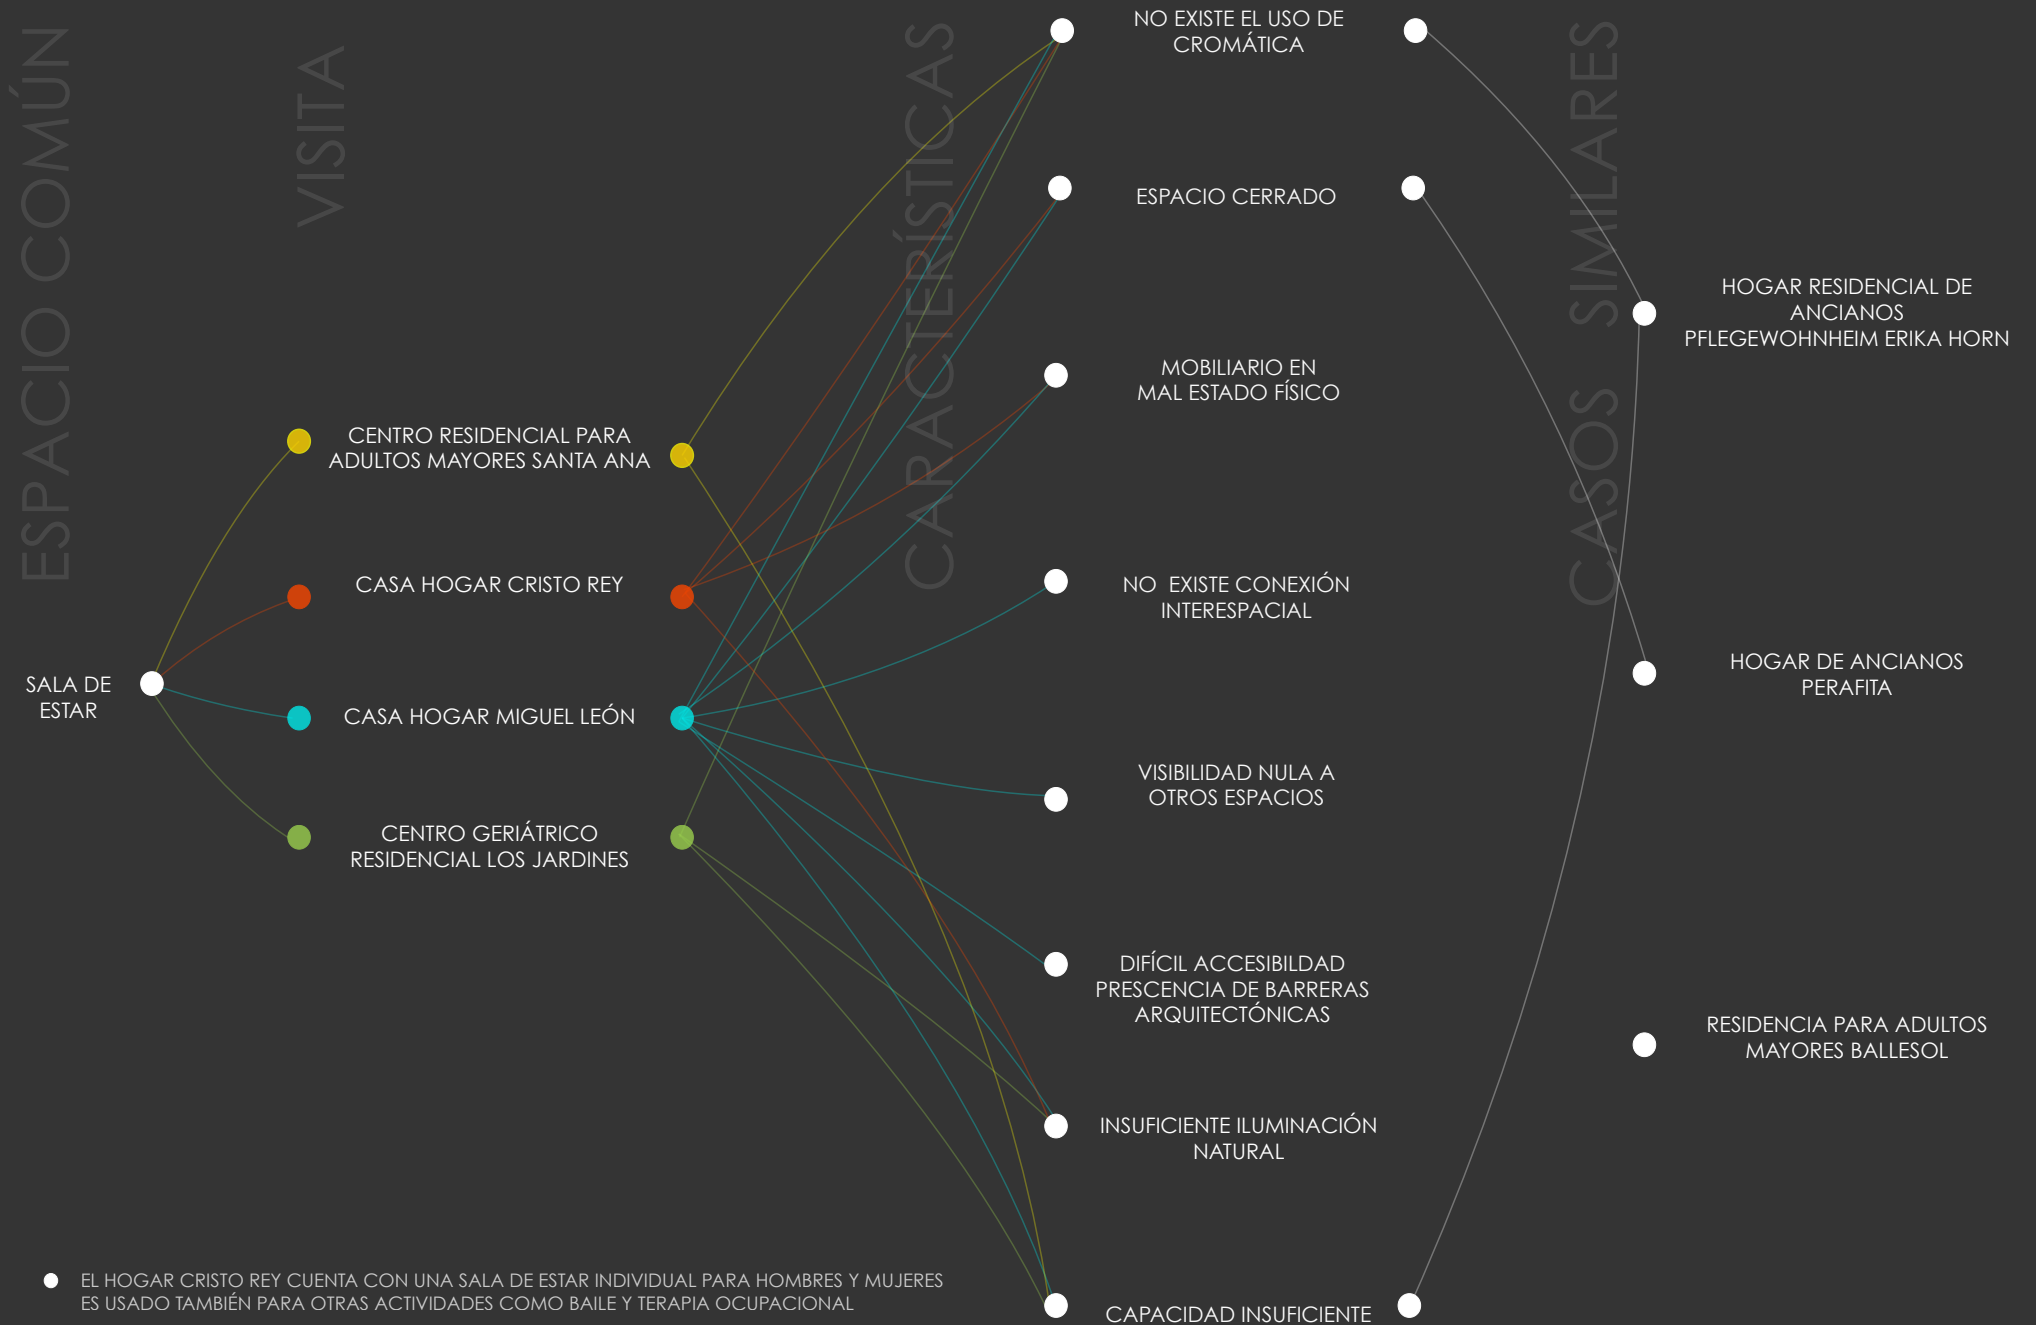 ESPACIO COMÚN
VISITA
CARACTERÍSTICAS
CASOS SIMILARES
SALA DE
ESTAR
CENTRO RESIDENCIAL PARA
ADULTOS MAYORES SANTA ANA
CASA HOGAR CRISTO REY
CASA HOGAR MIGUEL LEÓN
CENTRO GERIÁTRICO
RESIDENCIAL LOS JARDINES
NO EXISTE EL USO DE
CROMÁTICA
ESPACIO CERRADO
MOBILIARIO EN
MAL ESTADO FÍSICO
NO EXISTE CONEXIÓN
INTERESPACIAL
VISIBILIDAD NULA A
OTROS ESPACIOS
DIFÍCIL ACCESIBILDAD
PRESCENCIA DE BARRERAS
ARQUITECTÓNICAS
INSUFICIENTE ILUMINACIÓN
NATURAL
CAPACIDAD INSUFICIENTE
HOGAR RESIDENCIAL DE
ANCIANOS
PFLEGEWOHNHEIM ERIKA HORN
HOGAR DE ANCIANOS
PERAFITA
RESIDENCIA PARA ADULTOS
MAYORES BALLESOL
EL HOGAR CRISTO REY CUENTA CON UNA SALA DE ESTAR INDIVIDUAL PARA HOMBRES Y MUJERES
ES USADO TAMBIÉN PARA OTRAS ACTIVIDADES COMO BAILE Y TERAPIA OCUPACIONAL